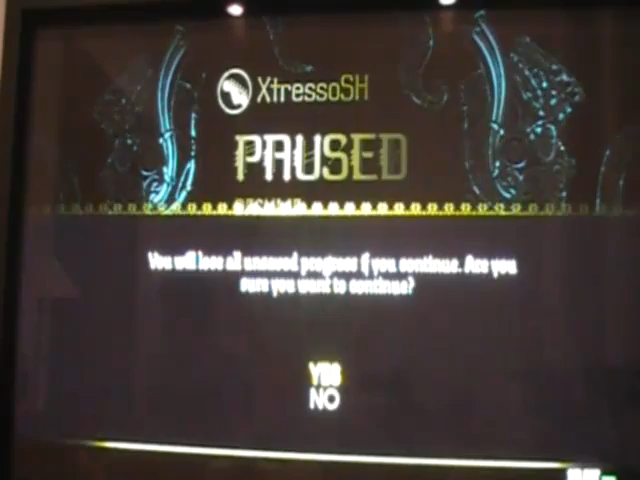 XtressoSH
PAUSED
You will lose all unsaved progress if you continue. Are you
sure you want to continue?
YES
NO